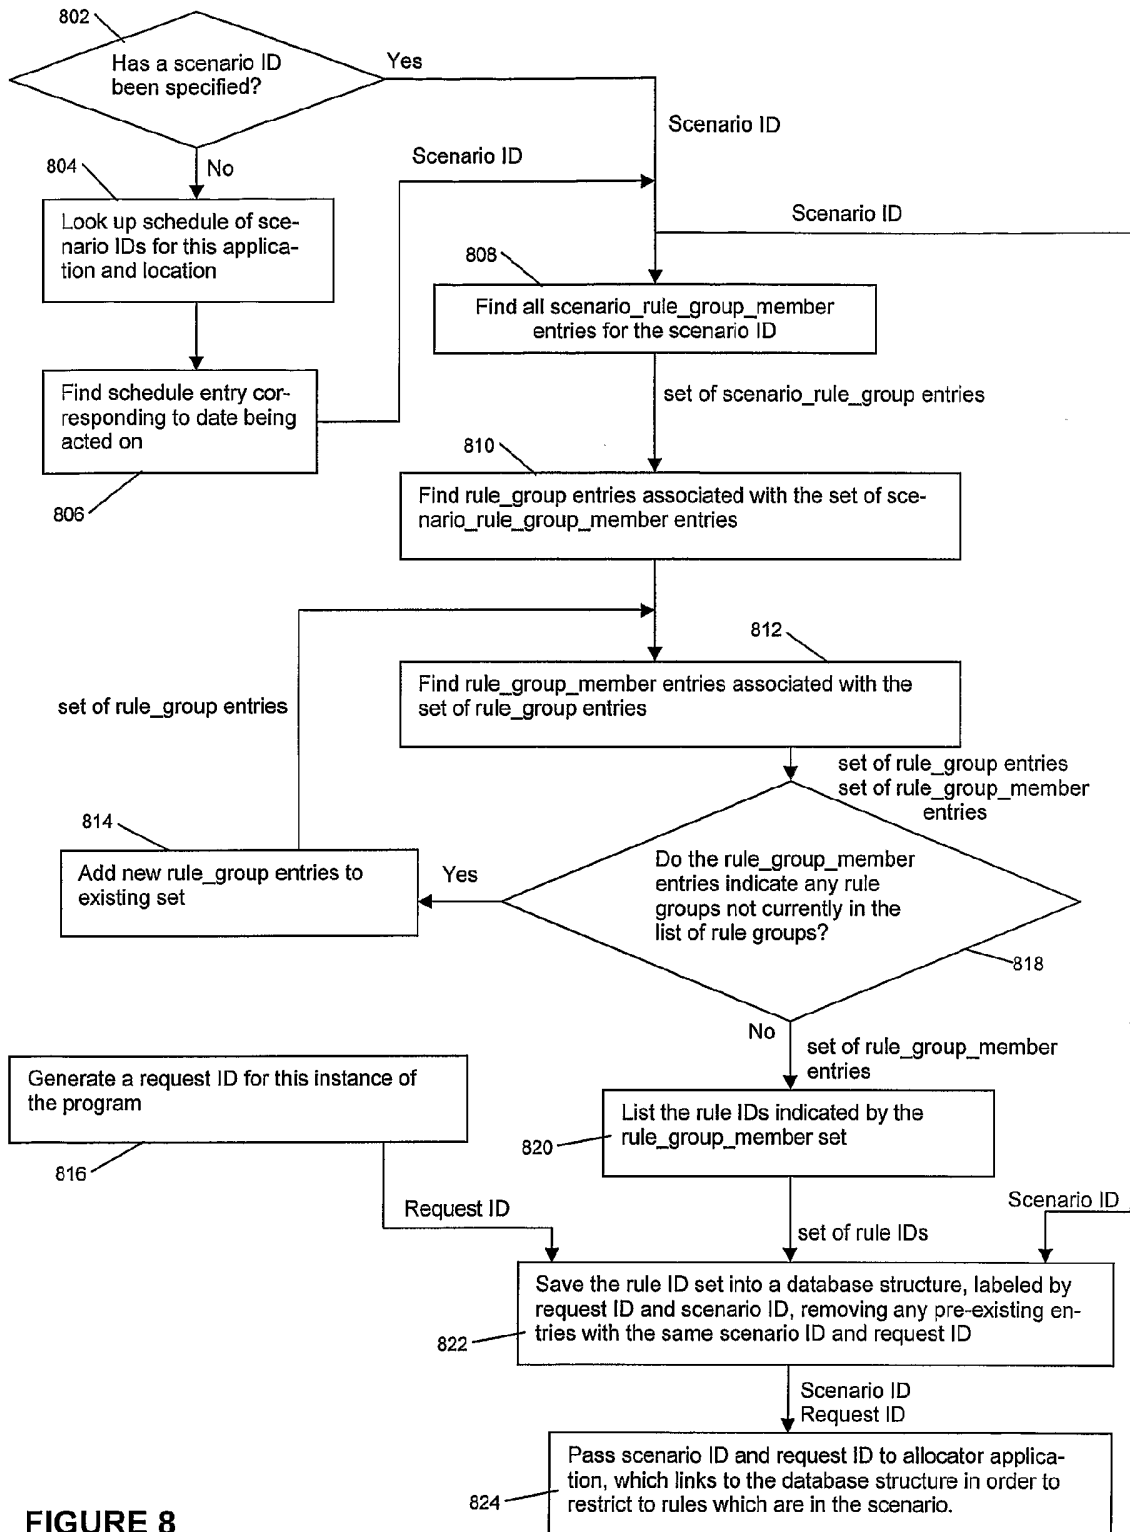 802
Has a scenario ID
been specified?
Yes
Scenario ID
No
804
Scenario ID
Look up schedule of sce-
nario IDs for this applica-
tion and location
Scenario ID
808
Find all scenario_rule_group_member
entries for the scenario ID
Find schedule entry cor-
responding to date being
acted on
806
set of scenario_rule_group entries
810
Find rule_group entries associated with the set of sce-
nario_rule_group_member entries
812
Find rule_group_member entries associated with the
set of rule_group entries
set of rule_group entries
set of rule_group entries
set of rule_group_member
entries
814
Add new rule_group entries to
existing set
Yes
Do the rule_group_member
entries indicate any rule
groups not currently in the
list of rule groups?
818
No
set of rule_group_member
entries
Generate a request ID for this instance of
the program
816
List the rule IDs indicated by the
rule_group_member set
820
Request ID
set of rule IDs
Scenario ID
Save the rule ID set into a database structure, labeled by
request ID and scenario ID, removing any pre-existing en-
tries with the same scenario ID and request ID
822
Scenario ID
Request ID
Pass scenario ID and request ID to allocator applica-
tion, which links to the database structure in order to
restrict to rules which are in the scenario.
824
FIGURE 8